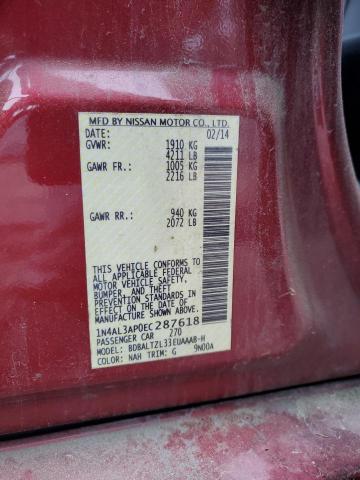 MFD BY NISSAN MOTOR CO., LTD.
DATE: 02/14
GVWR: 1910 KG
4211 LB
GAWR FR: 1005 KG
2216 LB
GAWR RR: 940 KG
2072 LB
THIS VEHICLE CONFORMS
TO ALL APPLICABLE FEDERAL
MOTOR VEHICLE SAFETY,
BUMPER, AND THEFT
PREVENTION STANDARDS
IN EFFECT ON THE DATE OF
MANUFACTURE SHOWN ABOVE.
1N4AL3AP0EC287618
PASSENGER CAR 270
MODEL: BDBALTZL33EUAAAB-H
COLOR: NAH TRIM: G 9N00A